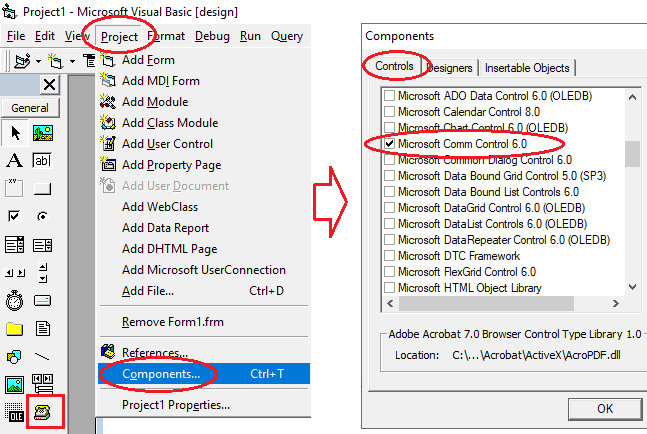 Project1 - Microsoft Visual Basic [design]
File Edit View Project Format Debug Run Query
General
A
ab|
xy
OLE
Add Form
Add MDI Form
Add Module
Add Class Module
Add User Control
Add Property Page
Add User Document
Add WebClass
Add Data Report
Add DHTML Page
Add Microsoft UserConnection
Add File... Ctrl+D
Remove Form1.frm
References...
Components... Ctrl+T
Project1 Properties...
Components
Controls Designers Insertable Objects
Microsoft ADO Data Control 6.0 (OLEDB)
Microsoft Calendar Control 8.0
Microsoft Chart Control 6.0 (OLEDB)
Microsoft Comm Control 6.0
Microsoft Common Dialog Control 6.0
Microsoft Data Bound Grid Control 5.0 (SP3)
Microsoft Data Bound List Controls 6.0
Microsoft DataGrid Control 6.0 (OLEDB)
Microsoft DataList Controls 6.0 (OLEDB)
Microsoft DataRepeater Control 6.0 (OLEDB)
Microsoft DTC Framework
Microsoft FlexGrid Control 6.0
Microsoft HTML Object Library
Adobe Acrobat 7.0 Browser Control Type Library 1.0
Location: C:\...\Acrobat\ActiveX\AcroPDF.dll
OK